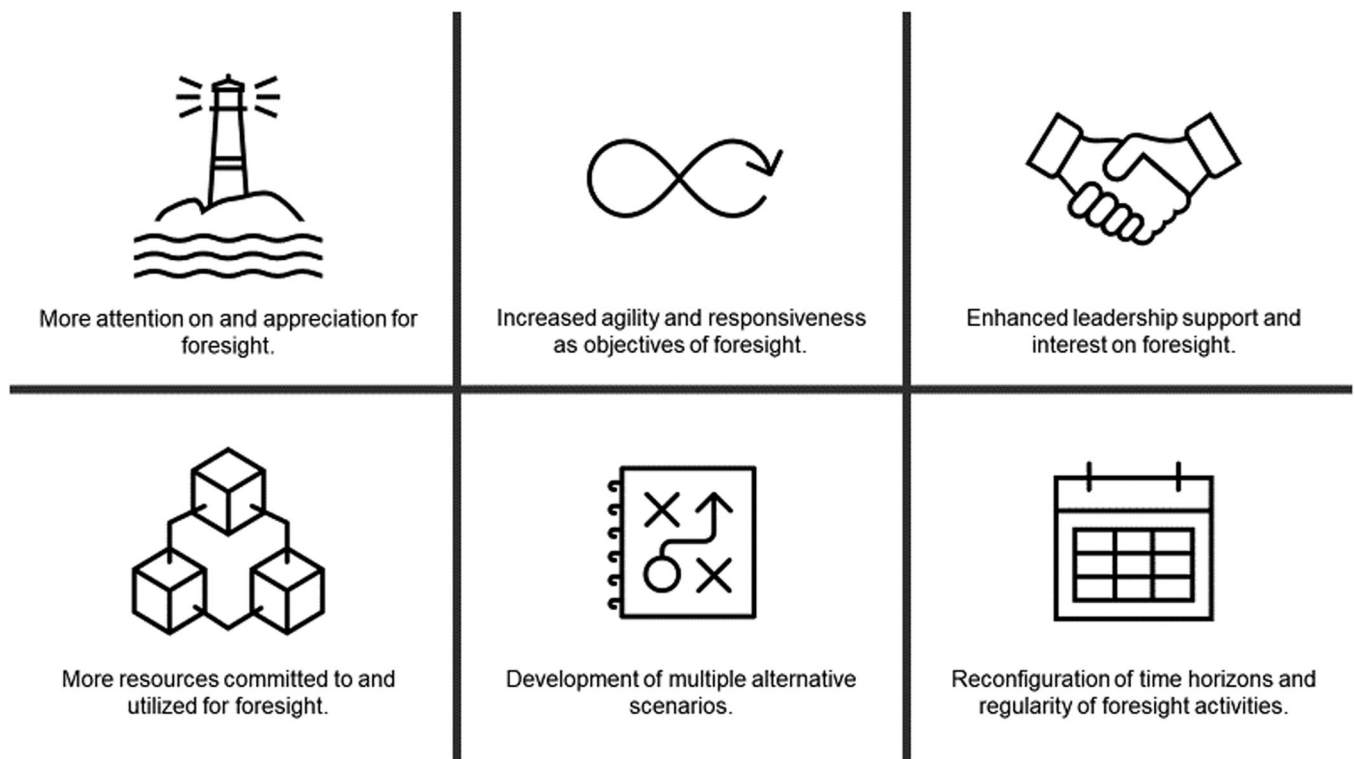 More attention on and appreciation for
foresight.
Increased agility and responsiveness
as objectives of foresight.
Enhanced leadership support and
interest on foresight.
More resources committed to and
utilized for foresight.
Development of multiple alternative
scenarios.
Reconfiguration of time horizons and
regularity of foresight activities.